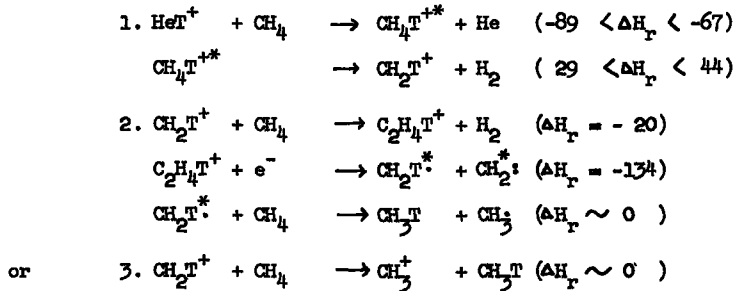 1. HeT⁺ + CH₄ ⟶ CH₄T⁺* + He (-89 < ΔHᵣ < -67)
CH₄T⁺* ⟶ CH₂T⁺ + H₂ ( 29 < ΔHᵣ < 44)
2. CH₂T⁺ + CH₄ ⟶ C₂H₄T⁺ + H₂ (ΔHᵣ = - 20)
C₂H₄T⁺ + e⁻ ⟶ CH₂T*• + CH₂*: (ΔHᵣ = -134)
CH₂T*• + CH₄ ⟶ CH₃T + CH₃• (ΔHᵣ ~ 0 )
or 3. CH₂T⁺ + CH₄ ⟶ CH₃⁺ + CH₃T (ΔHᵣ ~ 0 )